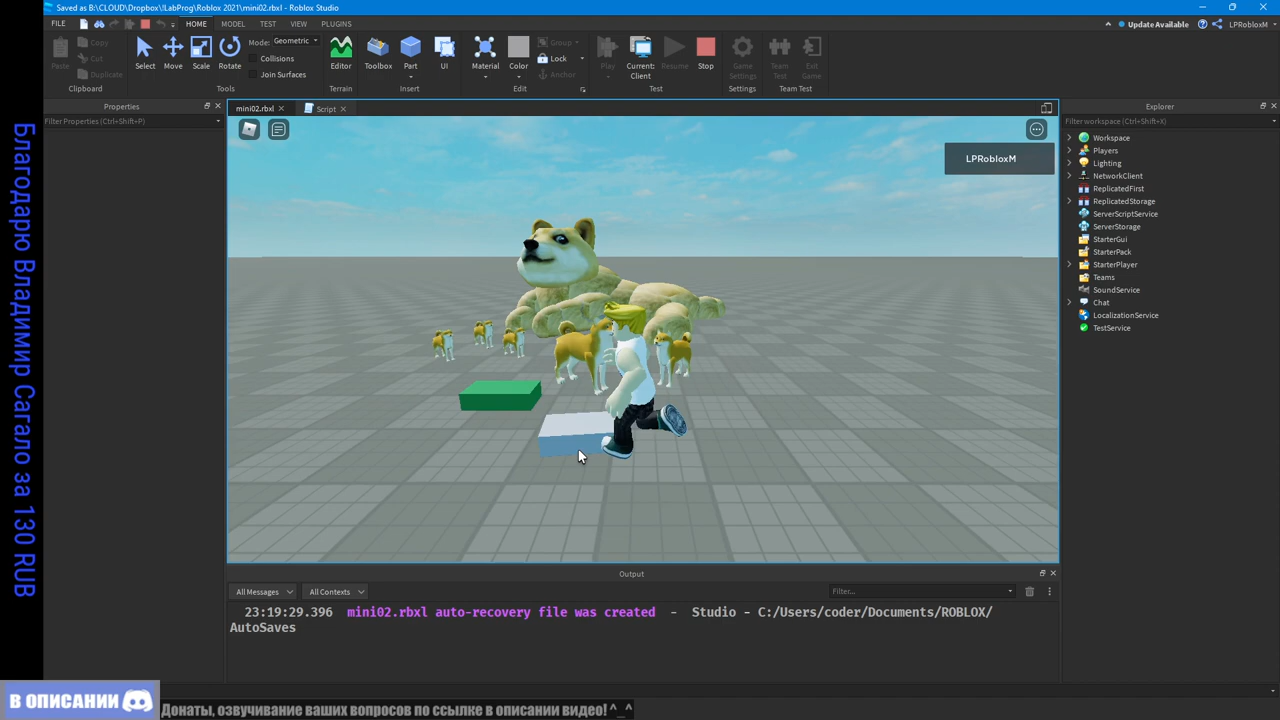 Saved as B:\CLOUD\Dropbox\!LabProg\Roblox 2021\mini02.rbxl - Roblox Studio
FILE HOME MODEL TEST VIEW PLUGINS Update Available LPRobloxM
Paste Copy Cut Duplicate
Select Move Scale Rotate
Mode: Geometric
Collisions
Join Surfaces
Editor Toolbox Part UI Material Color
Group
Lock
Anchor
Play Current: Client Resume Stop Game Settings Team Test Exit Game
Clipboard Tools Terrain Insert Edit Test Settings Team Test
Properties
Filter Properties (Ctrl+Shift+P)
mini02.rbxl Script
LPRobloxM
Explorer
Filter workspace (Ctrl+Shift+X)
Workspace
Players
Lighting
NetworkClient
ReplicatedFirst
ReplicatedStorage
ServerScriptService
ServerStorage
StarterGui
StarterPack
StarterPlayer
Teams
SoundService
Chat
LocalizationService
TestService
Output
All Messages All Contexts Filter...
23:19:29.396 mini02.rbxl auto-recovery file was created - Studio - C:/Users/coder/Documents/ROBLOX/
AutoSaves
Благодарю Владимир Сагало за 130 RUB
В ОПИСАНИИ
Донаты, озвучивание ваших вопросов по ссылке в описании видео! ^_^